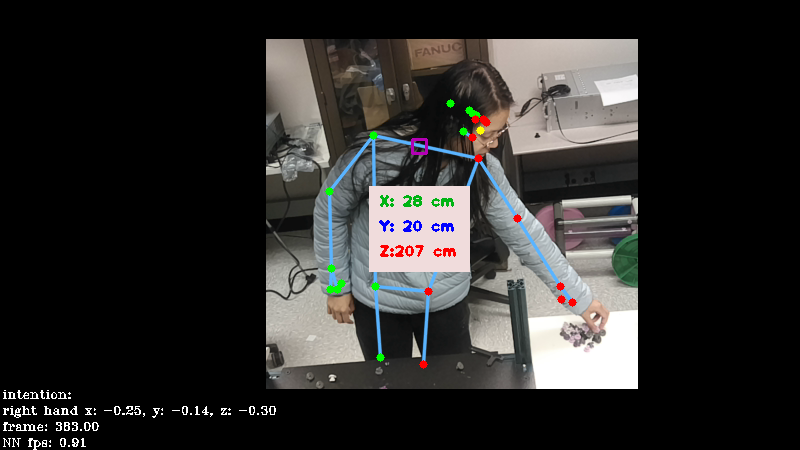 FANUC
X: 28 cm
Y: 20 cm
Z:207 cm
intention:
right hand x: -0.25, y: -0.14, z: -0.30
frame: 383.00
NN fps: 0.91